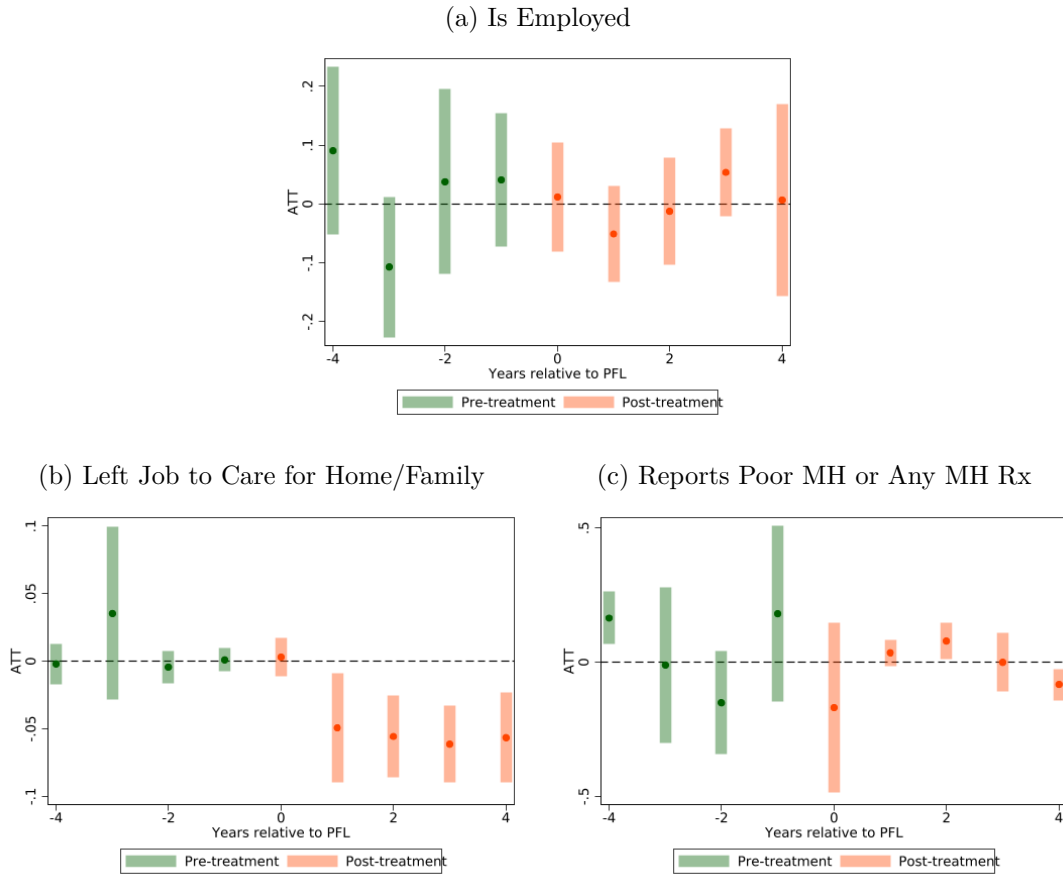 (a) Is Employed
.2
.1
0
-.1
-.2
ATT
-4
-2
0
2
4
Years relative to PFL
Pre-treatment
Post-treatment
(b) Left Job to Care for Home/Family
.1
.05
0
-.05
-.1
ATT
-4
-2
0
2
4
Years relative to PFL
Pre-treatment
Post-treatment
(c) Reports Poor MH or Any MH Rx
.5
0
-.5
ATT
-4
-2
0
2
4
Years relative to PFL
Pre-treatment
Post-treatment